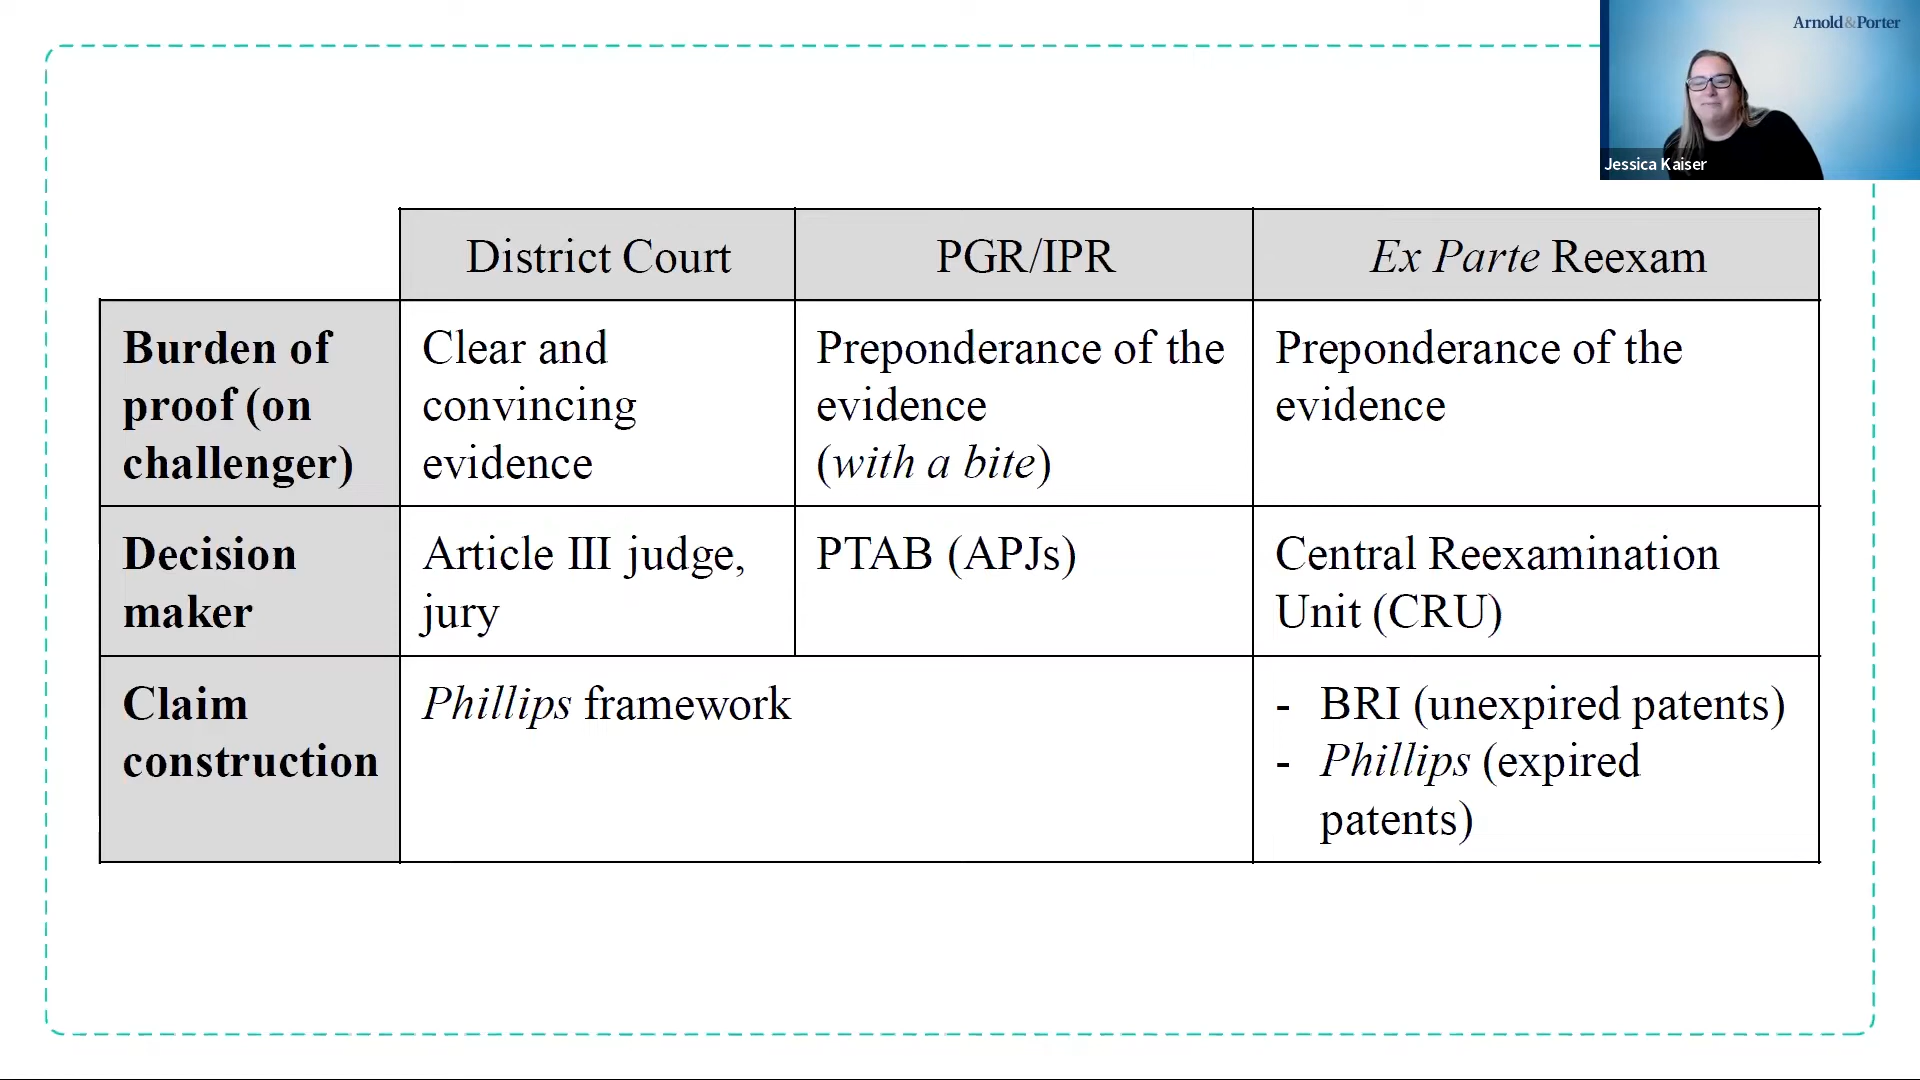 Arnold&Porter
Jessica Kaiser
District Court
PGR/IPR
Ex Parte Reexam
Burden of
proof (on
challenger)
Clear and
convincing
evidence
Preponderance of the
evidence
(with a bite)
Preponderance of the
evidence
Decision
maker
Article III judge,
jury
PTAB (APJs)
Central Reexamination
Unit (CRU)
Claim
construction
Phillips framework
- BRI (unexpired patents)
- Phillips (expired
patents)